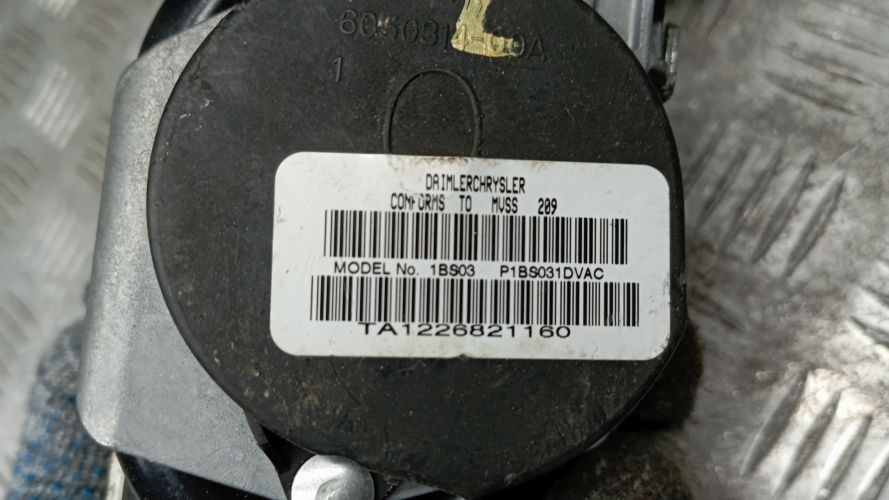 1
DAIMLERCHRYSLER
CONFORMS TO MVSS 209
MODEL No. 1BS03 P1BS031DVAC
TA1226821160